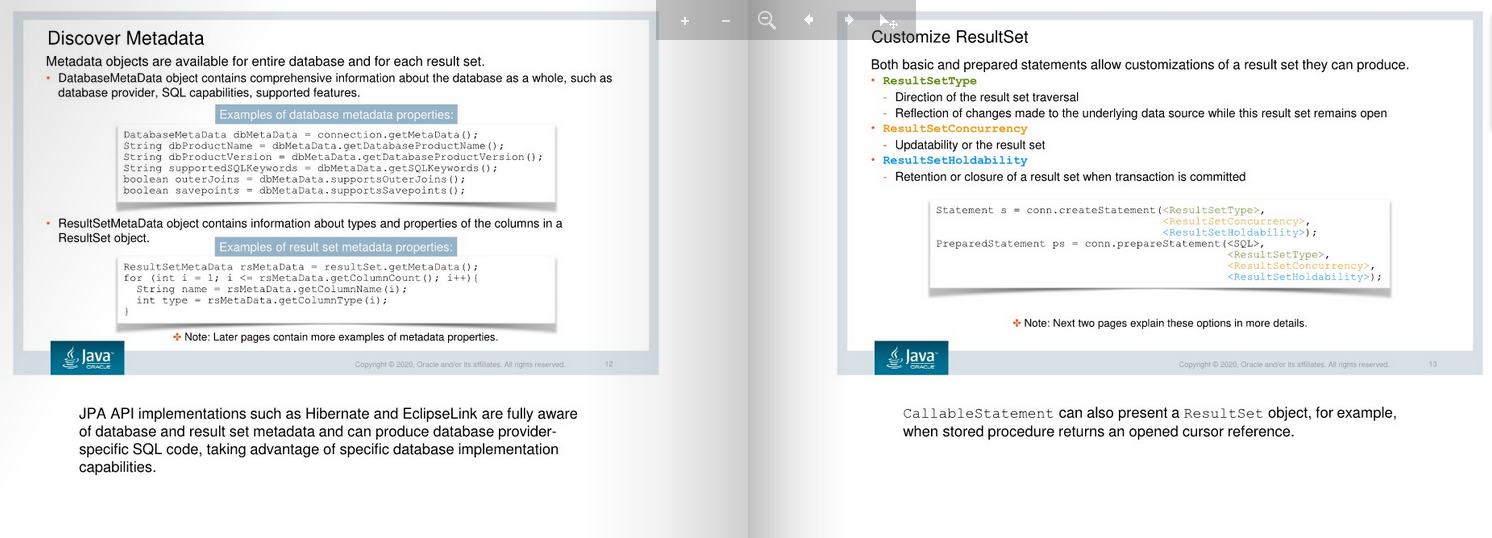 Discover Metadata
Metadata objects are available for entire database and for each result set.
• DatabaseMetaData object contains comprehensive information about the database as a whole, such as
database provider, SQL capabilities, supported features.
Examples of database metadata properties:
DatabaseMetaData dbMetaData = connection.getMetaData();
String dbProductName = dbMetaData.getDatabaseProductName();
String dbProductVersion = dbMetaData.getDatabaseProductVersion();
String supportedSQLKeywords = dbMetaData.getSQLKeywords();
boolean outerJoins = dbMetaData.supportsOuterJoins();
boolean savepoints = dbMetaData.supportsSavepoints();
• ResultSetMetaData object contains information about types and properties of the columns in a
ResultSet object.
Examples of result set metadata properties:
ResultSetMetaData rsMetaData = resultSet.getMetaData();
for (int i = 1; i <= rsMetaData.getColumnCount(); i++){
String name = rsMetaData.getColumnName(i);
int type = rsMetaData.getColumnType(i);
}
✤ Note: Later pages contain more examples of metadata properties.
Java
ORACLE
Copyright © 2020, Oracle and/or its affiliates. All rights reserved. 12
JPA API implementations such as Hibernate and EclipseLink are fully aware
of database and result set metadata and can produce database provider-
specific SQL code, taking advantage of specific database implementation
capabilities.
Customize ResultSet
Both basic and prepared statements allow customizations of a result set they can produce.
• ResultSetType
- Direction of the result set traversal
- Reflection of changes made to the underlying data source while this result set remains open
• ResultSetConcurrency
- Updatability or the result set
• ResultSetHoldability
- Retention or closure of a result set when transaction is committed
Statement s = conn.createStatement(<ResultSetType>,
<ResultSetConcurrency>,
<ResultSetHoldability>);
PreparedStatement ps = conn.prepareStatement(<SQL>,
<ResultSetType>,
<ResultSetConcurrency>,
<ResultSetHoldability>);
✤ Note: Next two pages explain these options in more details.
Java
ORACLE
Copyright © 2020, Oracle and/or its affiliates. All rights reserved. 13
CallableStatement can also present a ResultSet object, for example,
when stored procedure returns an opened cursor reference.